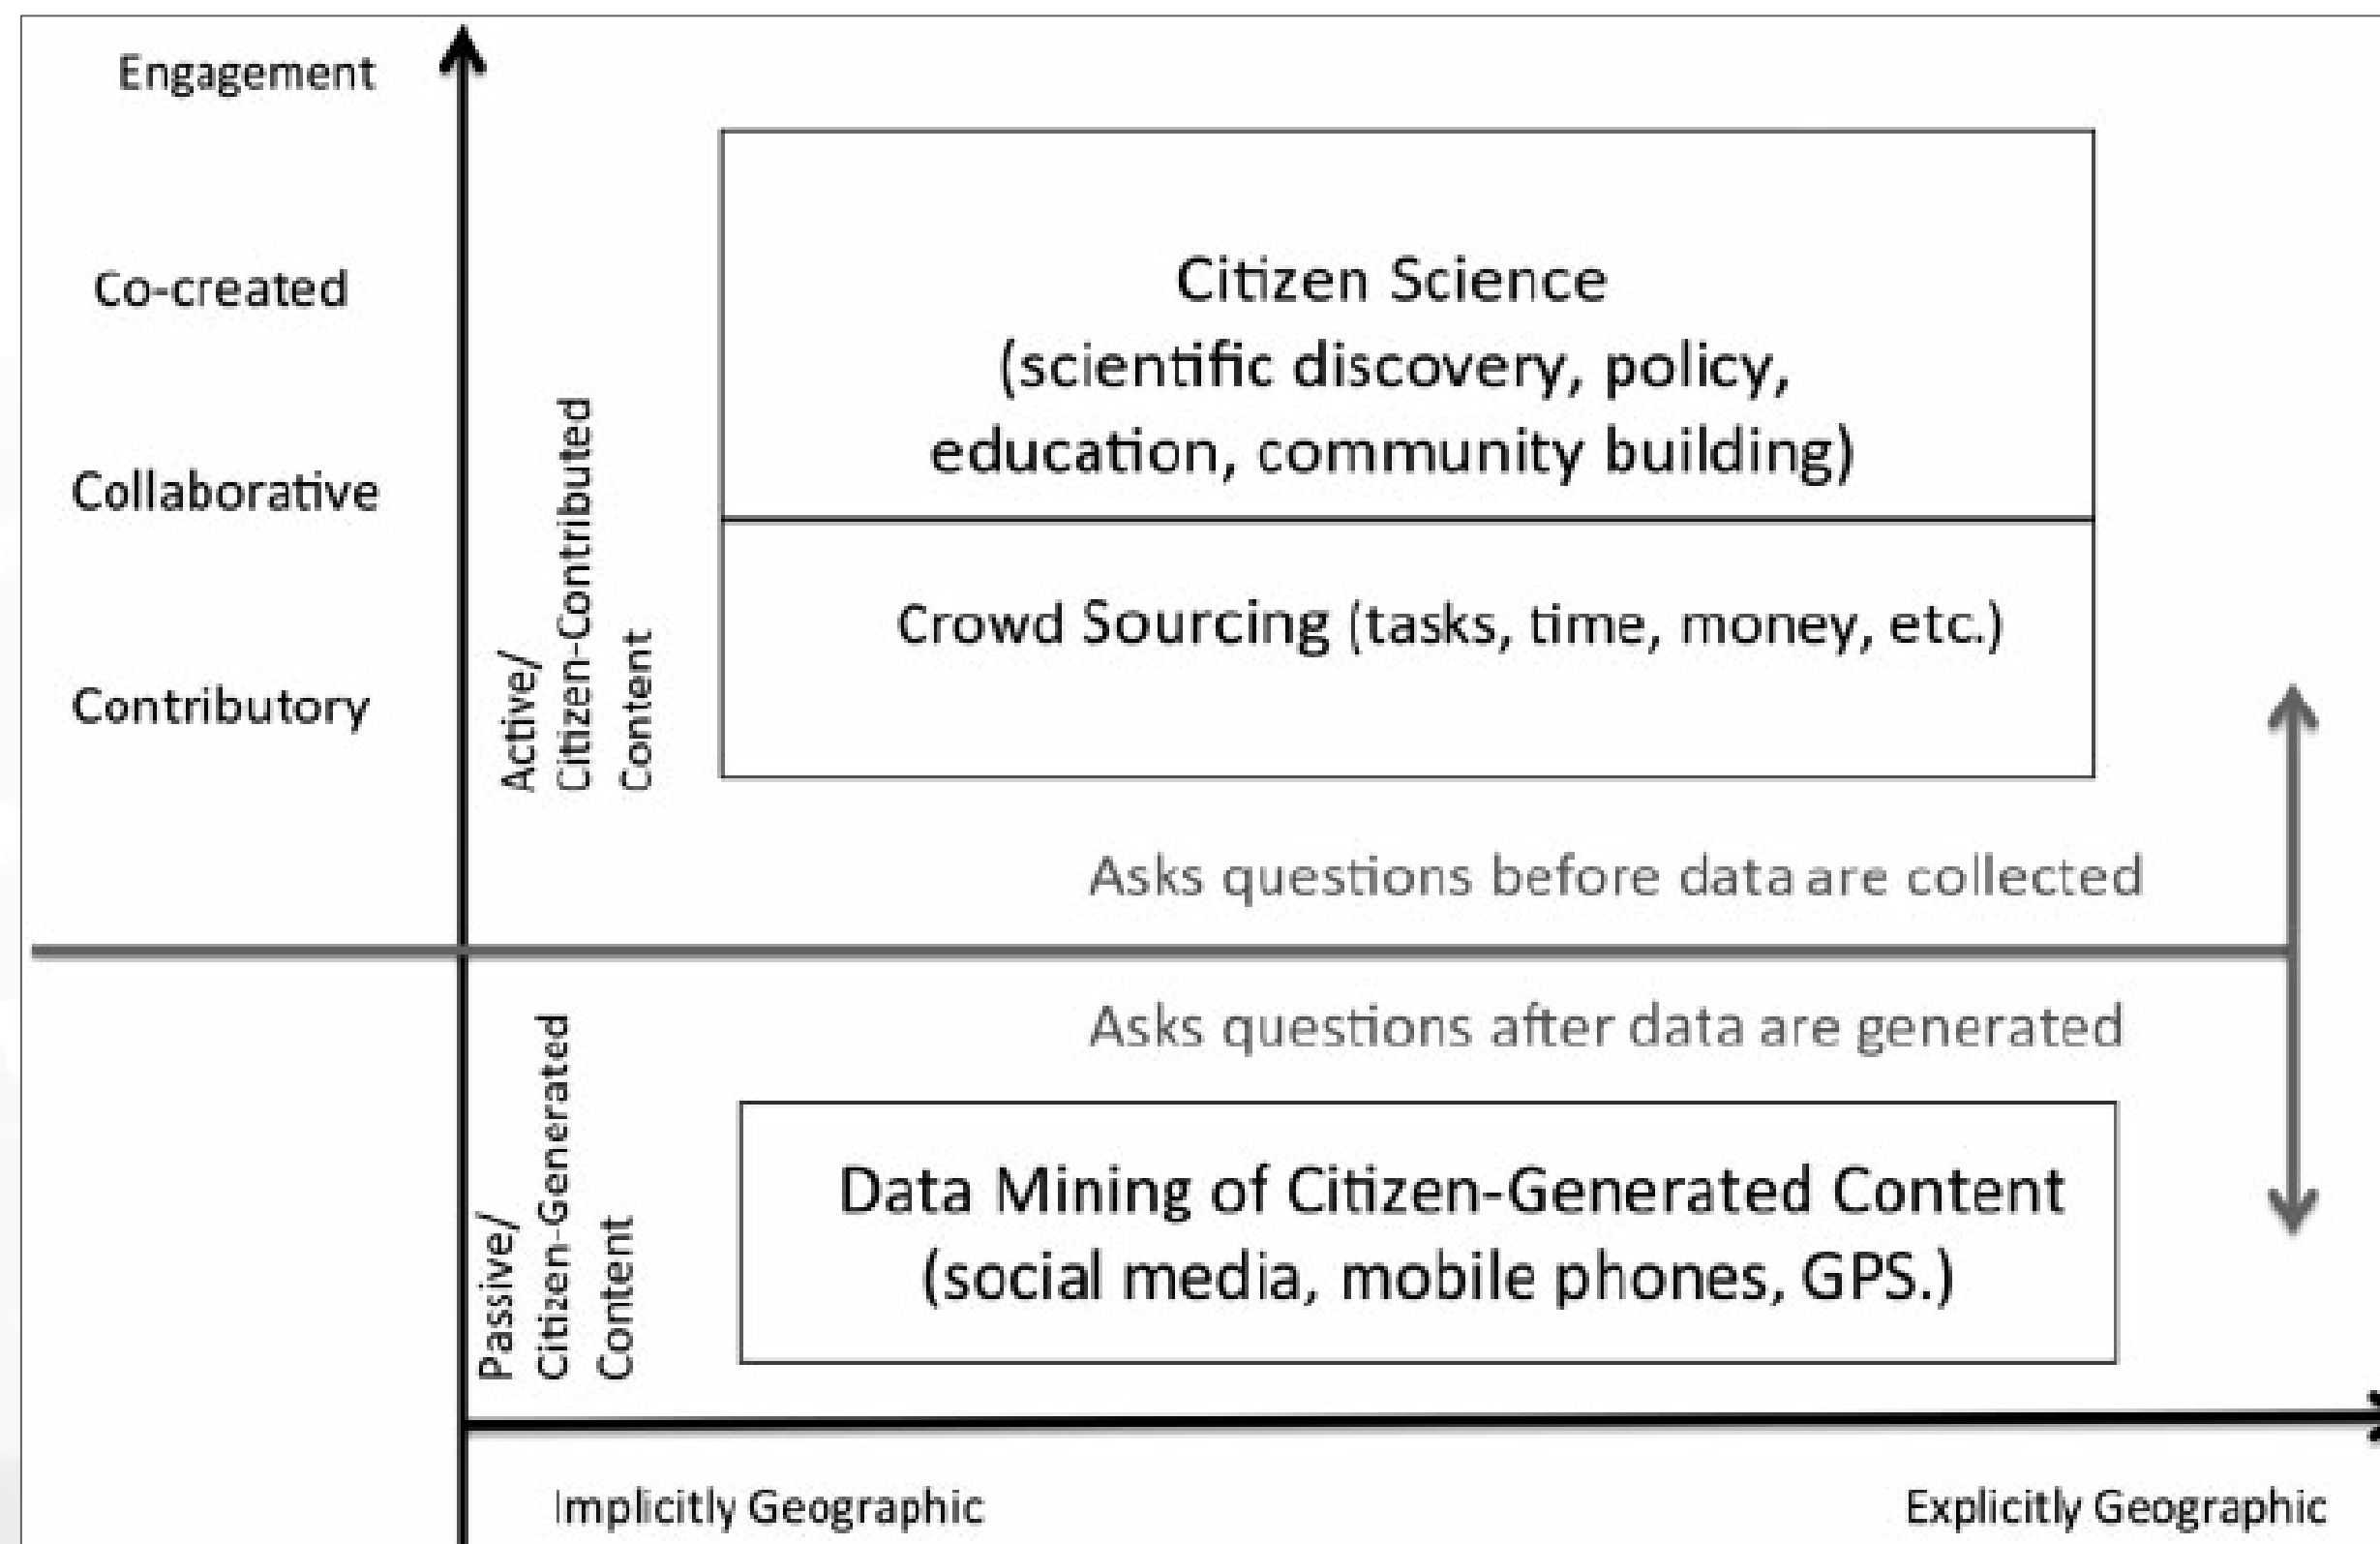 Engagement
Co-created
Collaborative
Contributory
Active/
Citizen-Contributed
Content
Citizen Science
(scientific discovery, policy,
education, community building)
Crowd Sourcing (tasks, time, money, etc.)
Asks questions before data are collected
Asks questions after data are generated
Passive/
Citizen-Generated
Content
Data Mining of Citizen-Generated Content
(social media, mobile phones, GPS.)
Implicitly Geographic
Explicitly Geographic